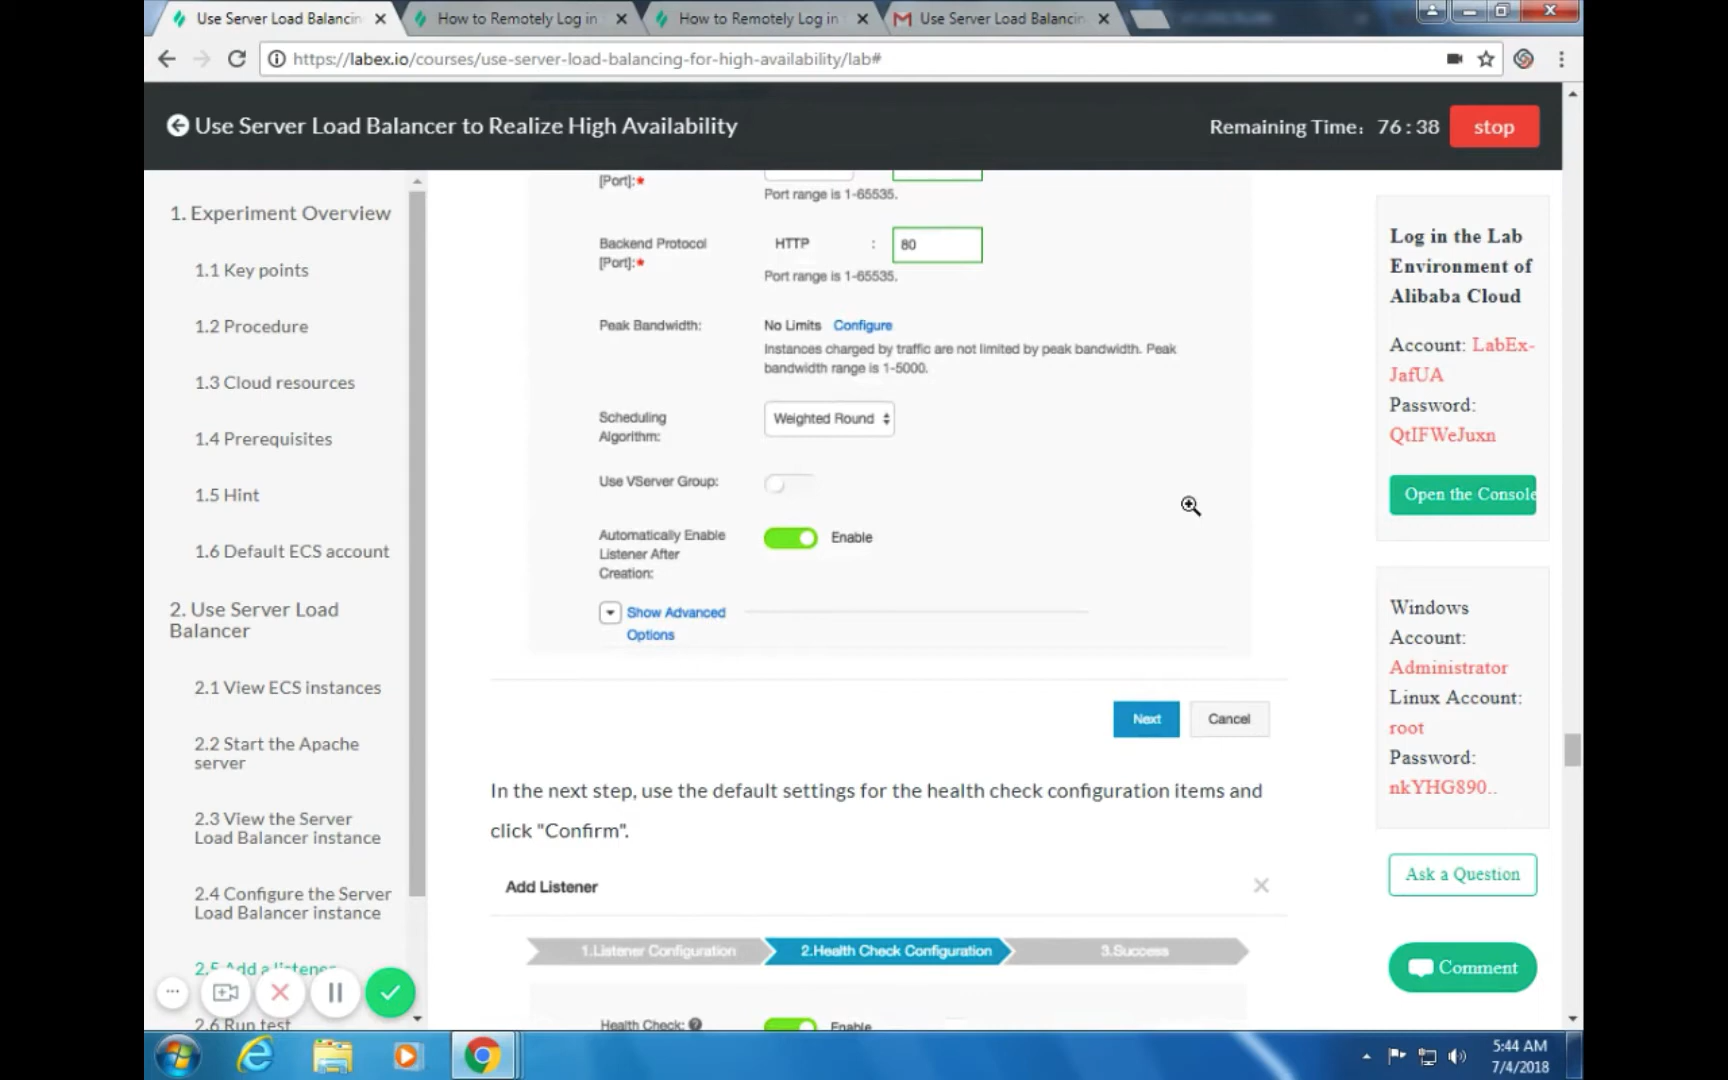 Use Server Load Balancin
How to Remotely Log in
How to Remotely Log in
Use Server Load Balancin
https://labex.io/courses/use-server-load-balancing-for-high-availability/lab#
Use Server Load Balancer to Realize High Availability
Remaining Time: 76 : 38
stop
1. Experiment Overview
1.1 Key points
1.2 Procedure
1.3 Cloud resources
1.4 Prerequisites
1.5 Hint
1.6 Default ECS account
2. Use Server Load
Balancer
2.1 View ECS instances
2.2 Start the Apache
server
2.3 View the Server
Load Balancer instance
2.4 Configure the Server
Load Balancer instance
2.5 Add a listener
2.6 Run test
[Port]:*
Port range is 1-65535.
Backend Protocol
[Port]:*
HTTP : 80
Port range is 1-65535.
Peak Bandwidth:
No Limits Configure
Instances charged by traffic are not limited by peak bandwidth. Peak
bandwidth range is 1-5000.
Scheduling
Algorithm:
Weighted Round
Use VServer Group:
Automatically Enable
Listener After
Creation:
Enable
Show Advanced
Options
Next
Cancel
In the next step, use the default settings for the health check configuration items and
click "Confirm".
Add Listener
1.Listener Configuration
2.Health Check Configuration
3.Success
Health Check:
Enable
Log in the Lab
Environment of
Alibaba Cloud
Account: LabEx-
JafUA
Password:
QtIFWeJuxn
Open the Console
Windows
Account:
Administrator
Linux Account:
root
Password:
nkYHG890..
Ask a Question
Comment
5:44 AM
7/4/2018